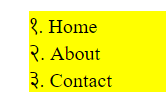 १. Home
२. About
३. Contact